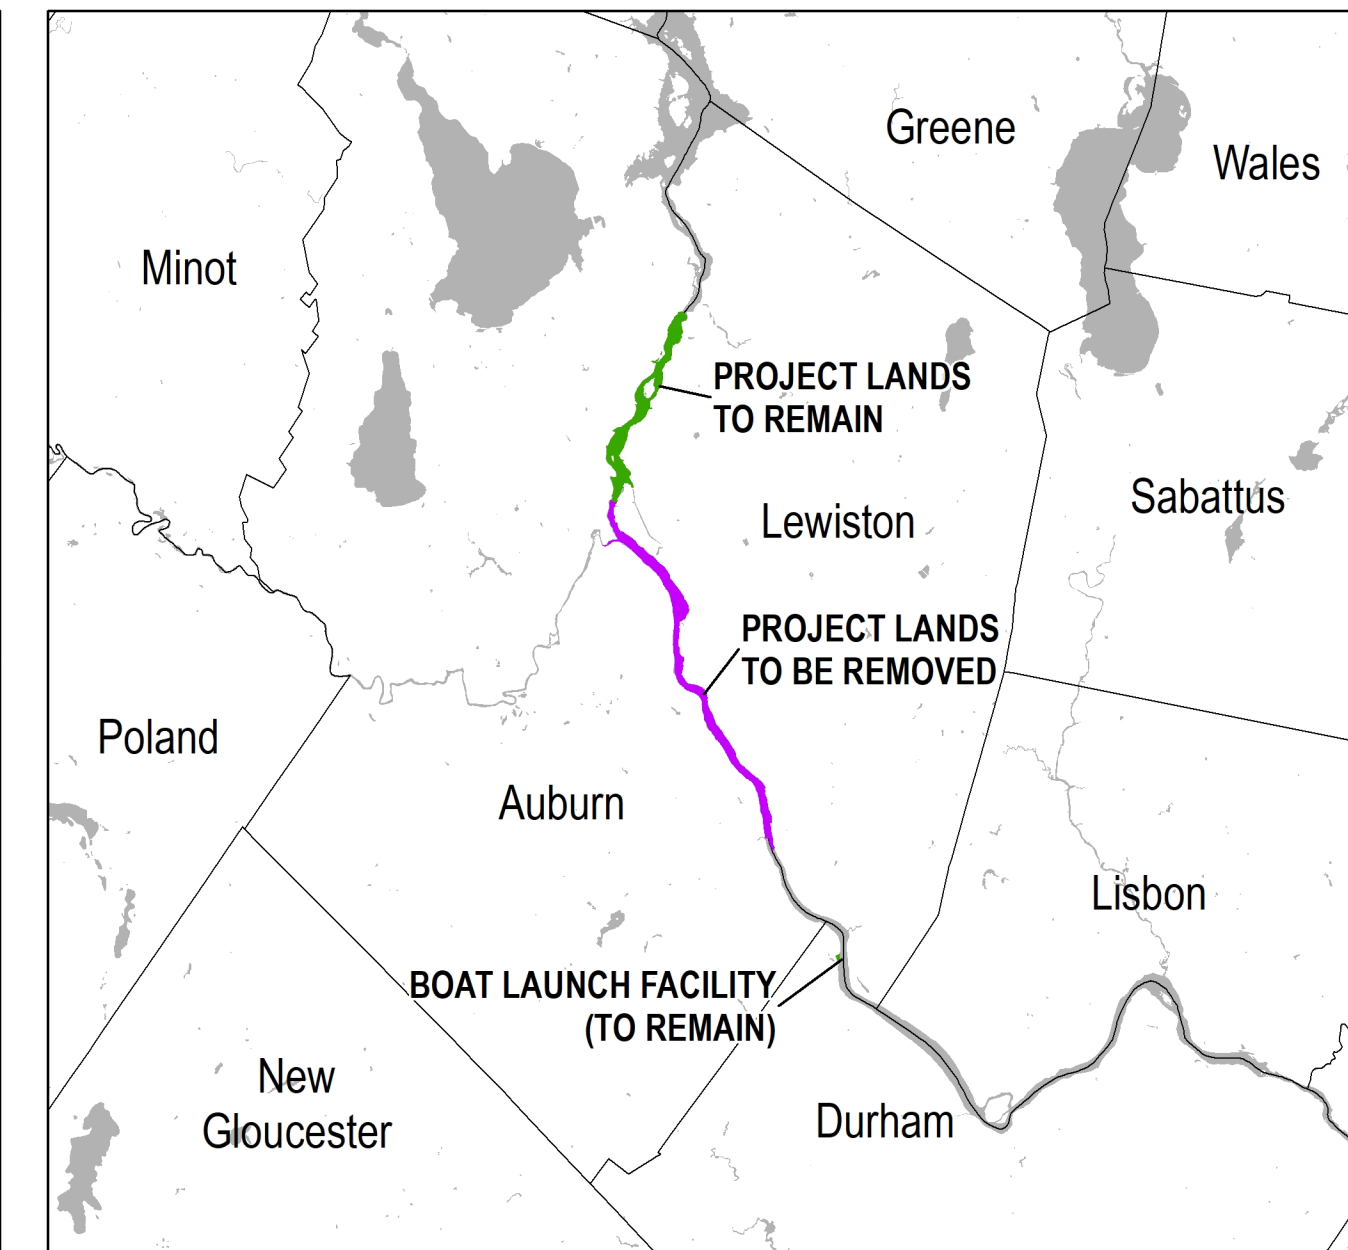 Greene
Wales
Minot
PROJECT LANDS
TO REMAIN
Sabattus
Lewiston
PROJECT LANDS
TO BE REMOVED
Poland
Auburn
Lisbon
BOAT LAUNCH FACILITY
(TO REMAIN)
New
Gloucester
Durham